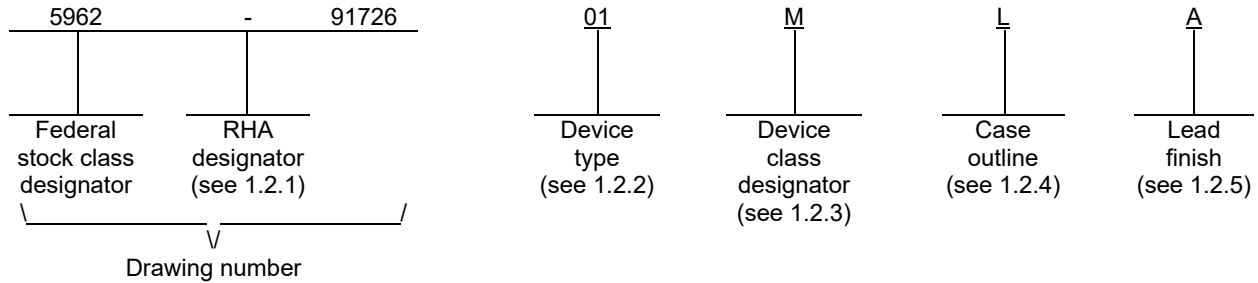 5962 - 91726 01 M L A
Federal stock class designator
RHA designator (see 1.2.1)
Device type (see 1.2.2)
Device class designator (see 1.2.3)
Case outline (see 1.2.4)
Lead finish (see 1.2.5)
Drawing number